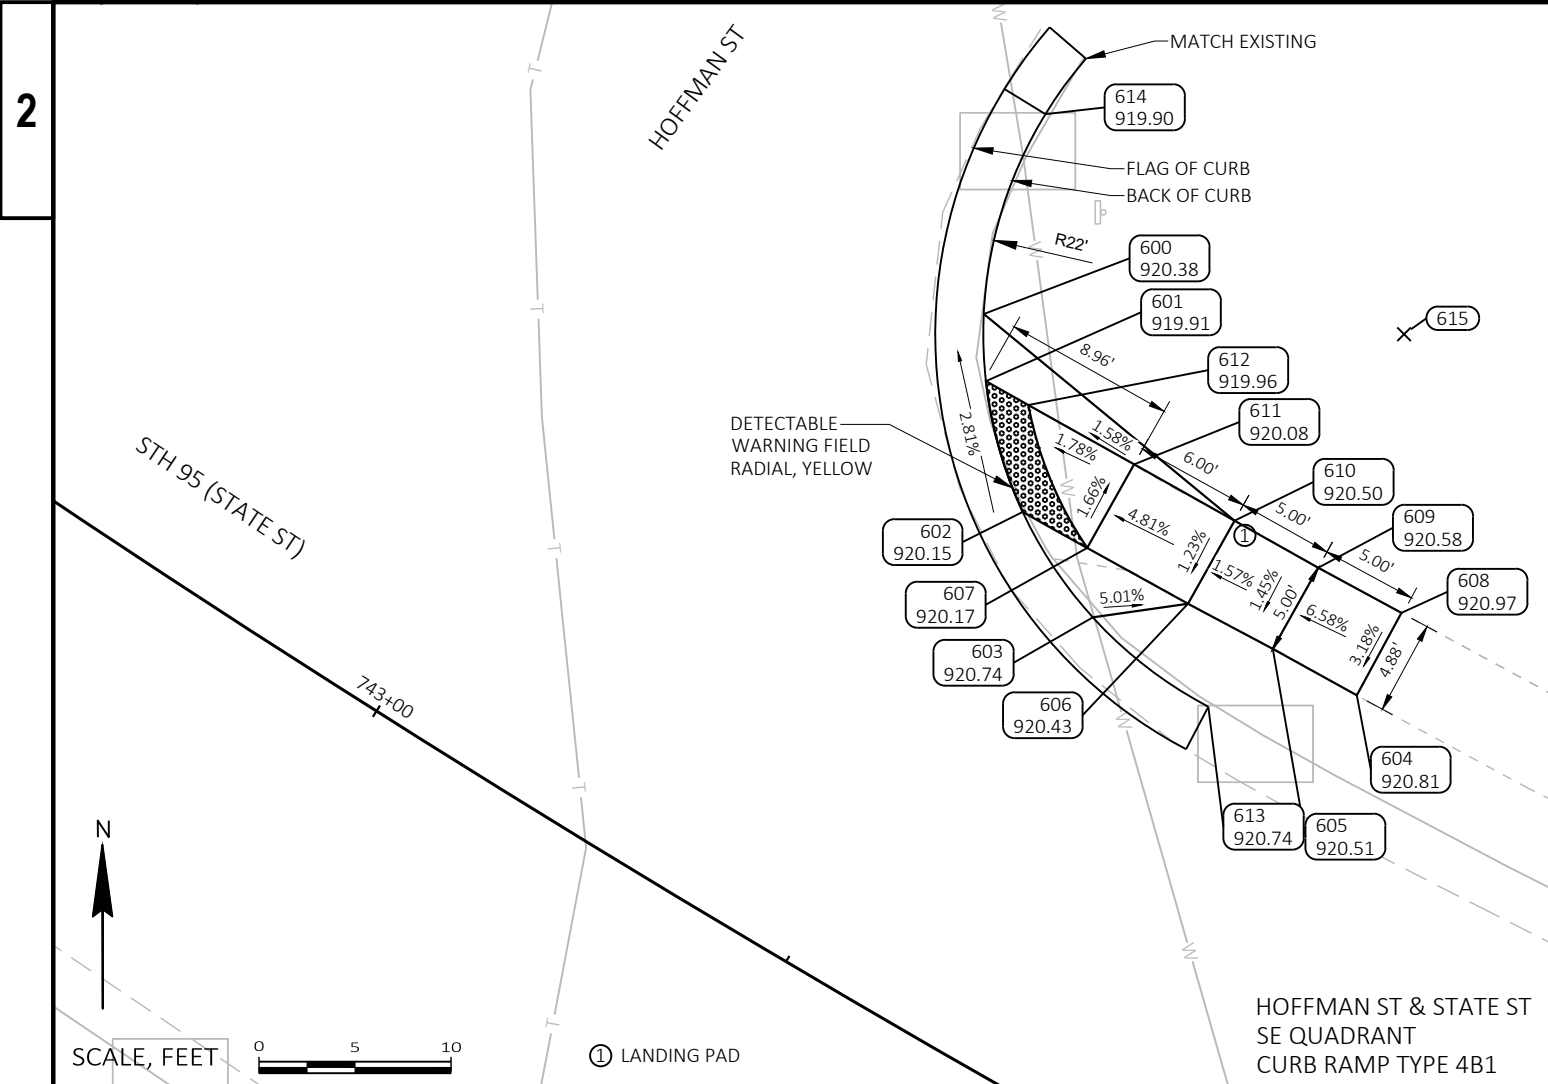 2
HOFFMAN ST
MATCH EXISTING
614
919.90
FLAG OF CURB
BACK OF CURB
R22'
600
920.38
601
919.91
615
8.96'
612
919.96
611
920.08
DETECTABLE
WARNING FIELD
RADIAL, YELLOW
2.81%
1.58%
1.78%
6.00'
610
920.50
STH 95 (STATE ST)
1.66%
4.81%
5.00'
609
920.58
602
920.15
1
1.23%
1.57%
1.45%
5.00'
5.00'
608
920.97
607
920.17
5.01%
6.58%
3.18%
4.88'
603
920.74
743+00
606
920.43
604
920.81
613
920.74
605
920.51
N
T
T
T
T
T
W
W
W
W
W
HOFFMAN ST & STATE ST
SE QUADRANT
CURB RAMP TYPE 4B1
SCALE, FEET
0 5 10
1 LANDING PAD